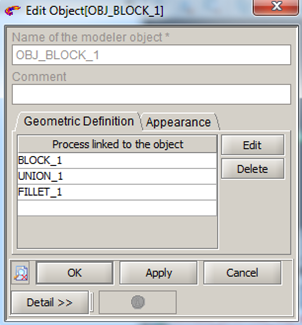 Edit Object[OBJ_BLOCK_1]
Name of the modeler object *
OBJ_BLOCK_1
Comment
Geometric Definition Appearance
Process linked to the object
Edit
BLOCK_1
Delete
UNION_1
FILLET_1
OK Apply Cancel
Detail >>